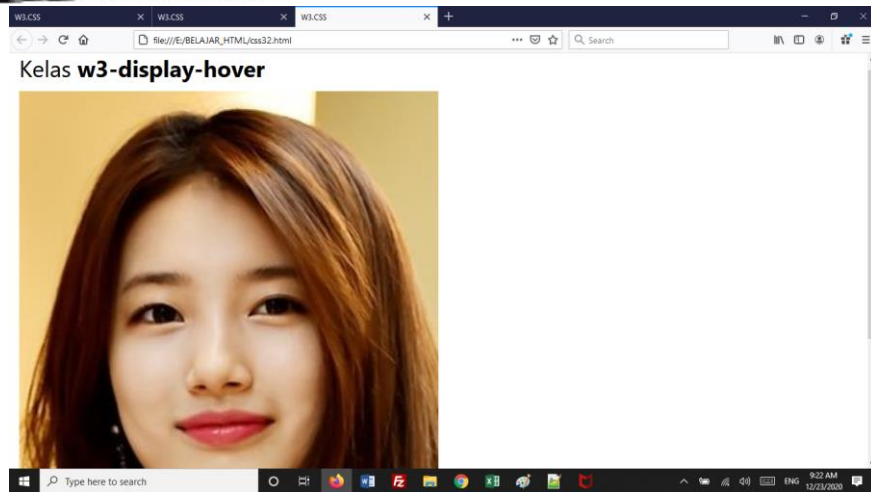 W3.CSS W3.CSS W3.CSS
file:///E:/BELAJAR_HTML/css32.html Search
Kelas w3-display-hover
Type here to search ENG 9:22 AM
12/23/2020